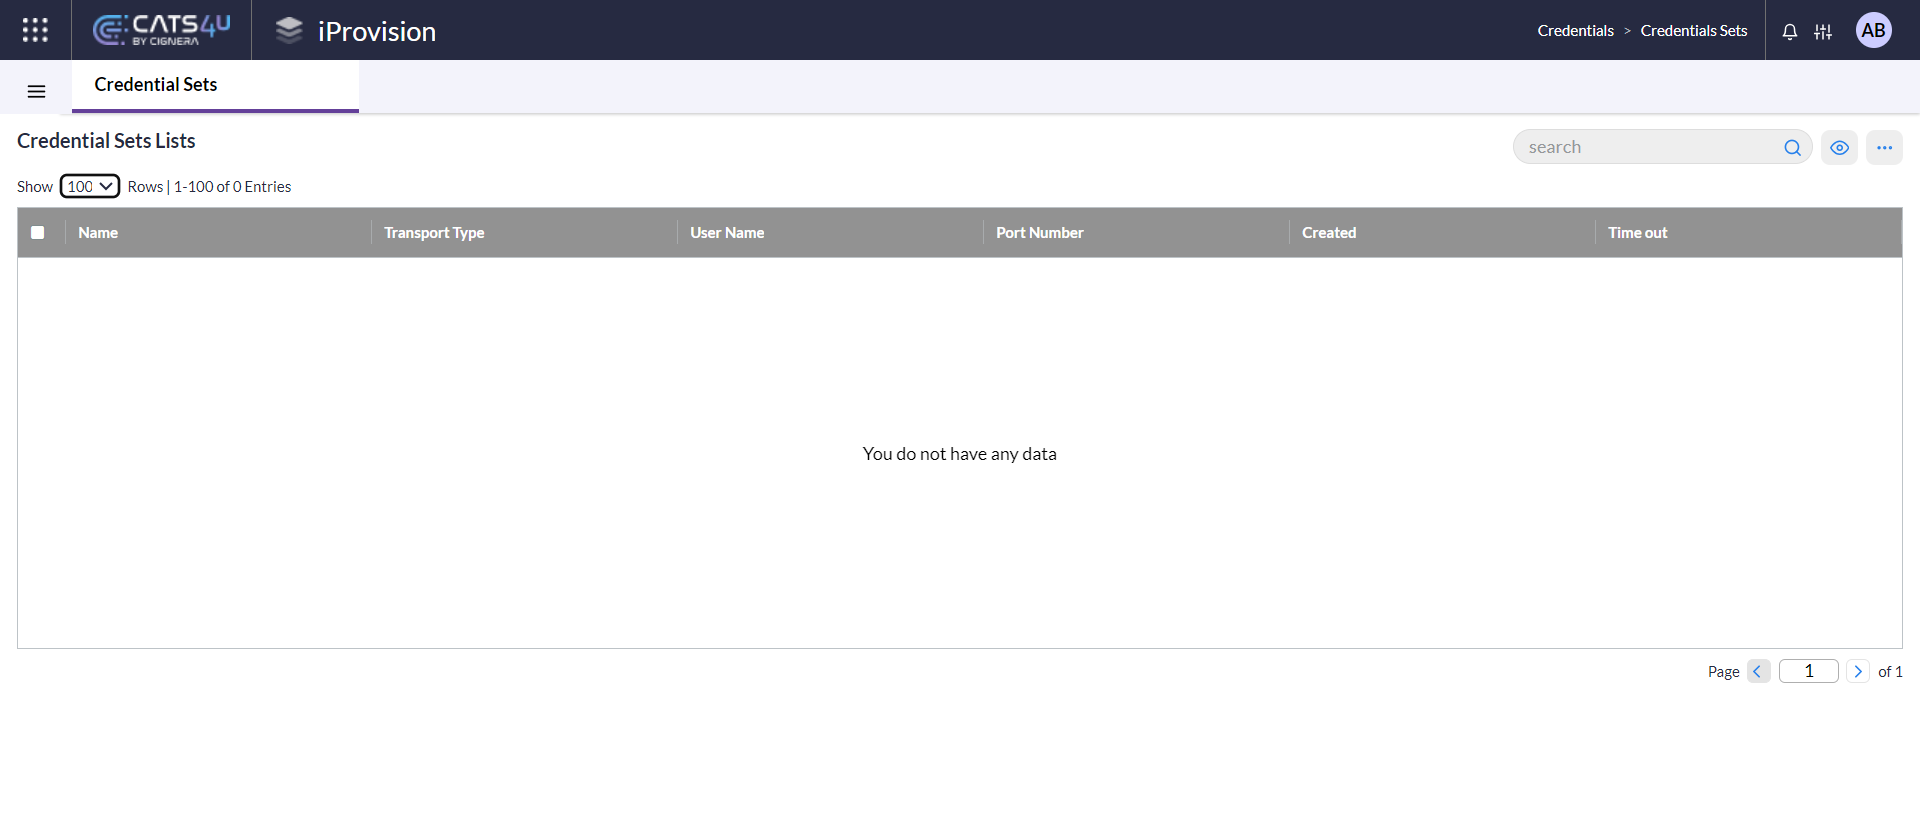 CATS4U
BY CIGNERA
iProvision
Credentials > Credentials Sets
AB
Credential Sets
Credential Sets Lists
search
Show 100 Rows | 1-100 of 0 Entries
Name Transport Type User Name Port Number Created Time out
You do not have any data
Page 1 of 1